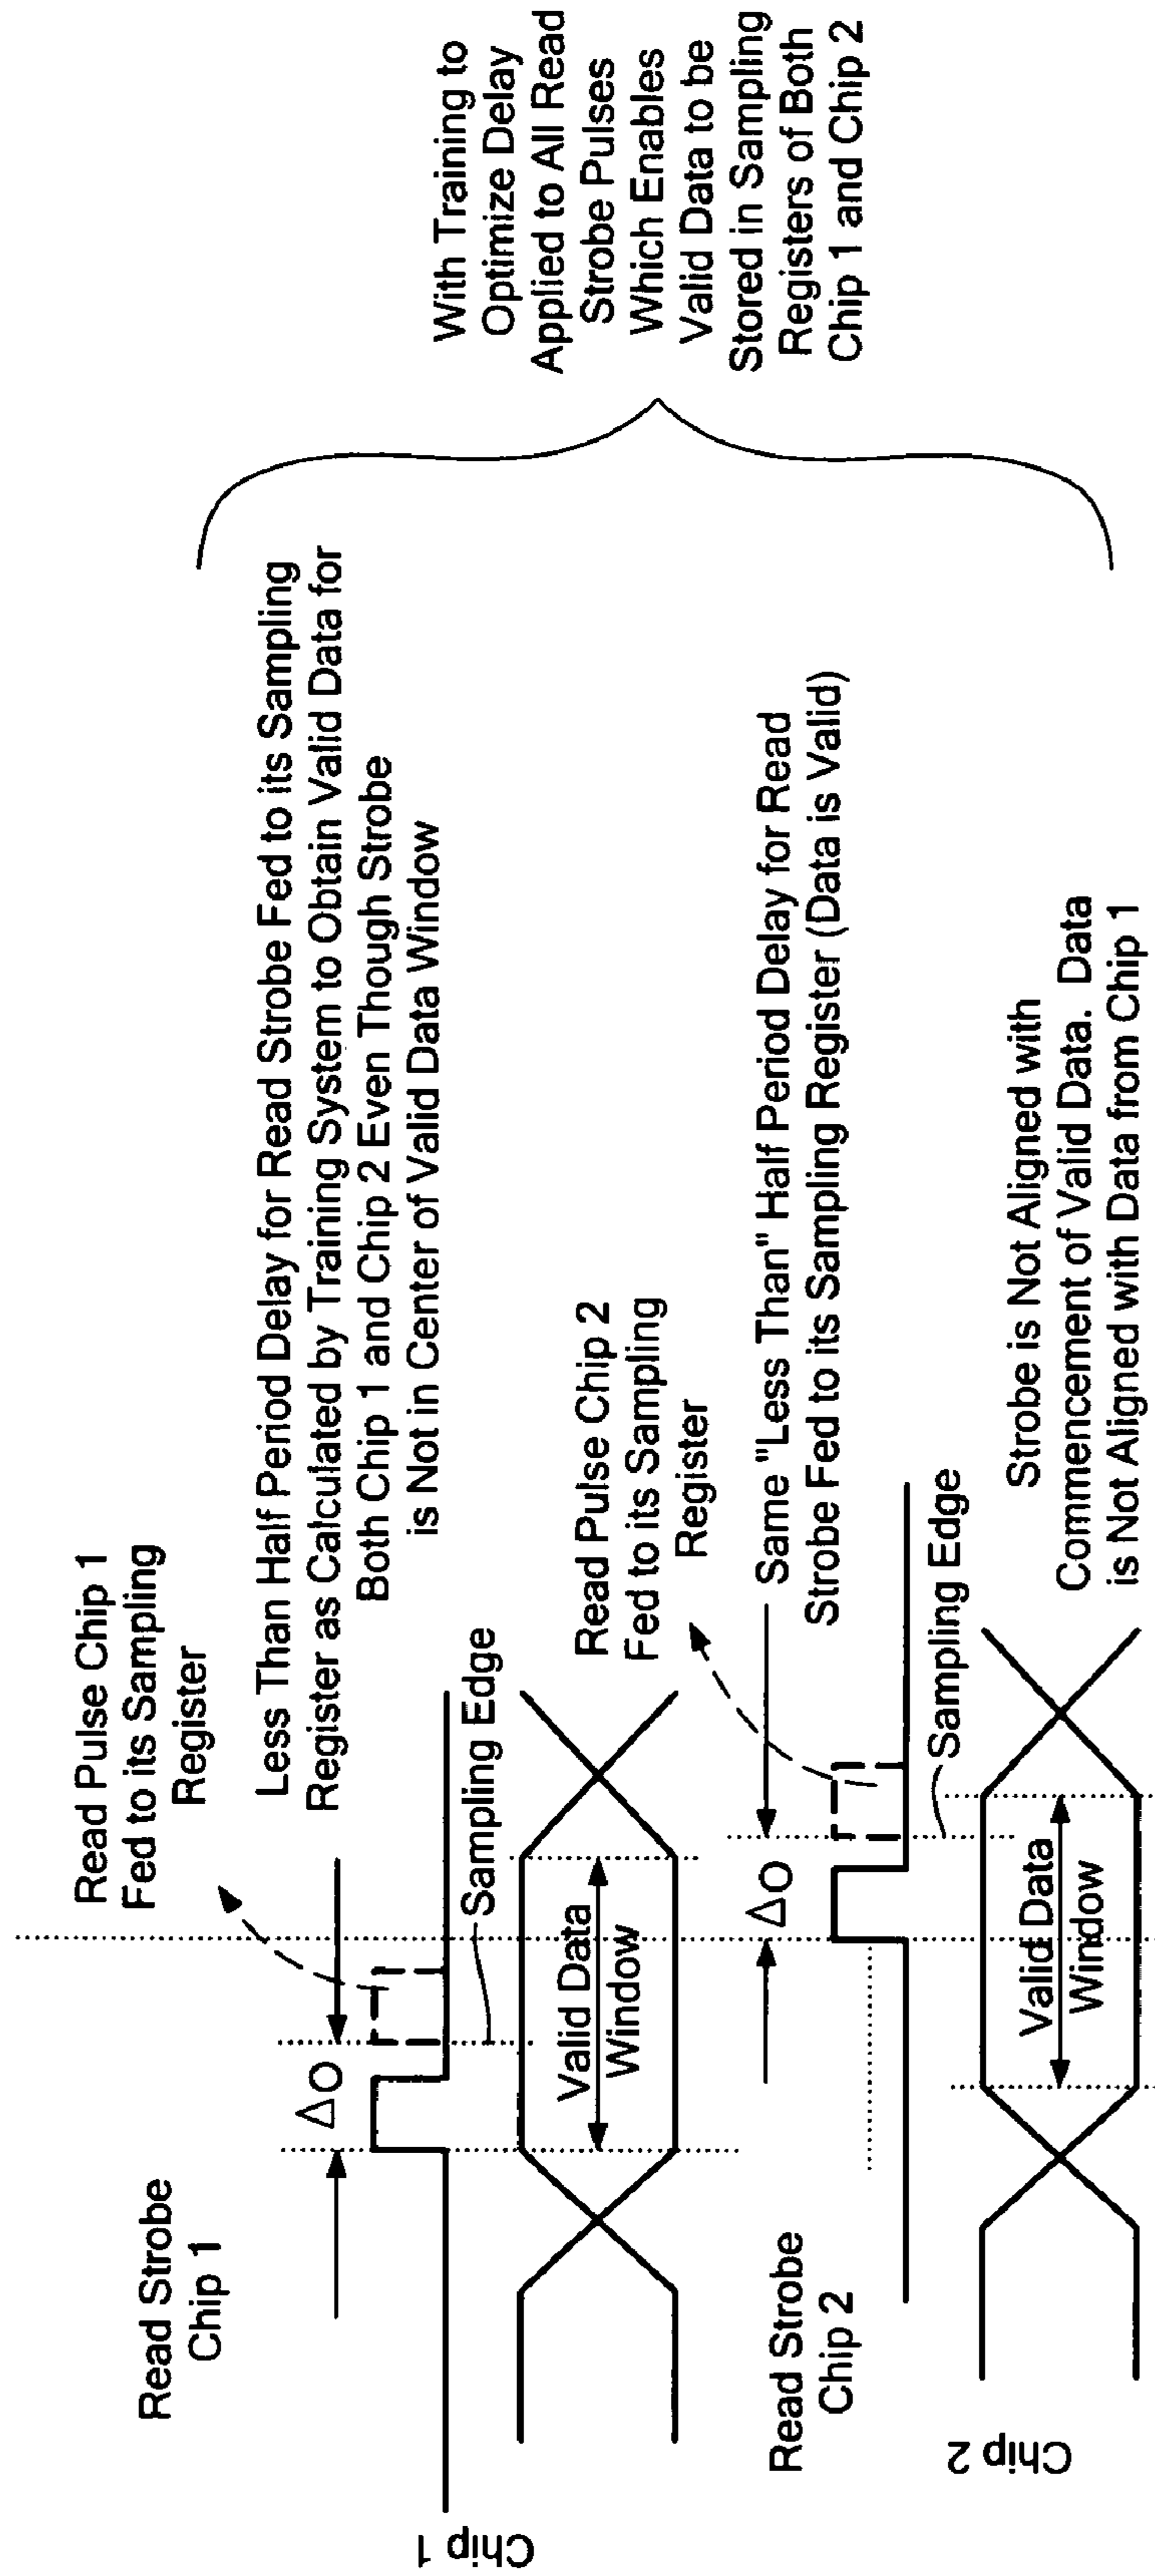 Read Pulse Chip 1
Fed to its Sampling
Register
Read Strobe
Chip 1
ΔO
Less Than Half Period Delay for Read Strobe Fed to its Sampling
Register as Calculated by Training System to Obtain Valid Data for
Both Chip 1 and Chip 2 Even Though Strobe
is Not in Center of Valid Data Window
Chip 1
Sampling Edge
Valid Data
Window
Read Pulse Chip 2
Fed to its Sampling
Register
Read Strobe
Chip 2
ΔO
Same "Less Than" Half Period Delay for Read
Strobe Fed to its Sampling Register (Data is Valid)
Chip 2
Sampling Edge
Valid Data
Window
Strobe is Not Aligned with
Commencement of Valid Data. Data
is Not Aligned with Data from Chip 1
With Training to
Optimize Delay
Applied to All Read
Strobe Pulses
Which Enables
Valid Data to be
Stored in Sampling
Registers of Both
Chip 1 and Chip 2